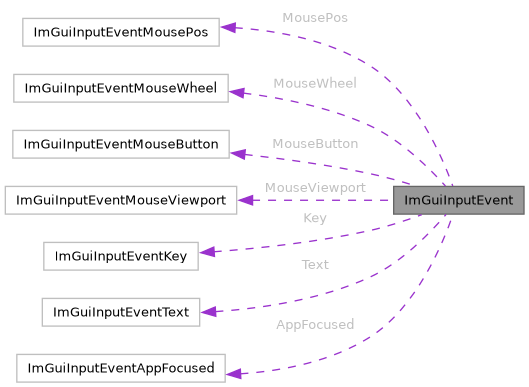 MousePos
ImGuiInputEventMousePos
MouseWheel
ImGuiInputEventMouseWheel
MouseButton
ImGuiInputEventMouseButton
MouseViewport
ImGuiInputEventMouseViewport
ImGuiInputEvent
Key
ImGuiInputEventKey
Text
ImGuiInputEventText
AppFocused
ImGuiInputEventAppFocused